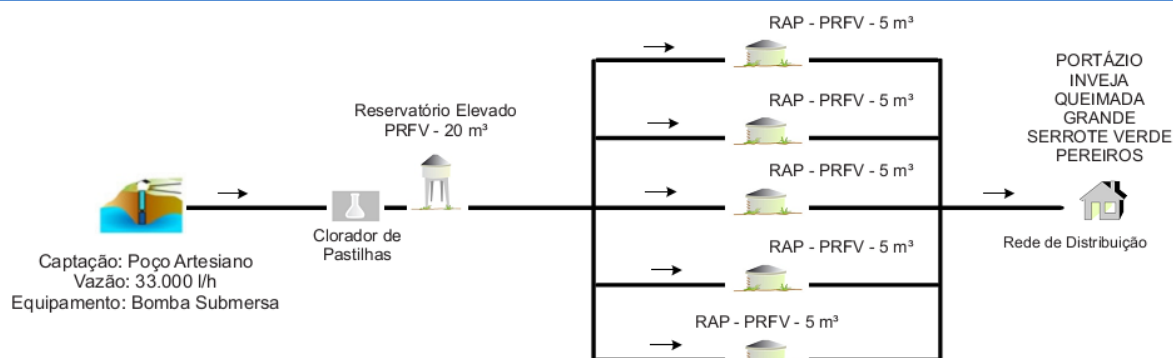 RAP - PRFV - 5 m³
PORTÁZIO
INVEJA
QUEIMADA
GRANDE
SERROTE VERDE
PEREIROS
RAP - PRFV - 5 m³
Reservatório Elevado
PRFV - 20 m³
RAP - PRFV - 5 m³
Clorador de
Pastilhas
Rede de Distribuição
RAP - PRFV - 5 m³
Captação: Poço Artesiano
Vazão: 33.000 l/h
Equipamento: Bomba Submersa
RAP - PRFV - 5 m³